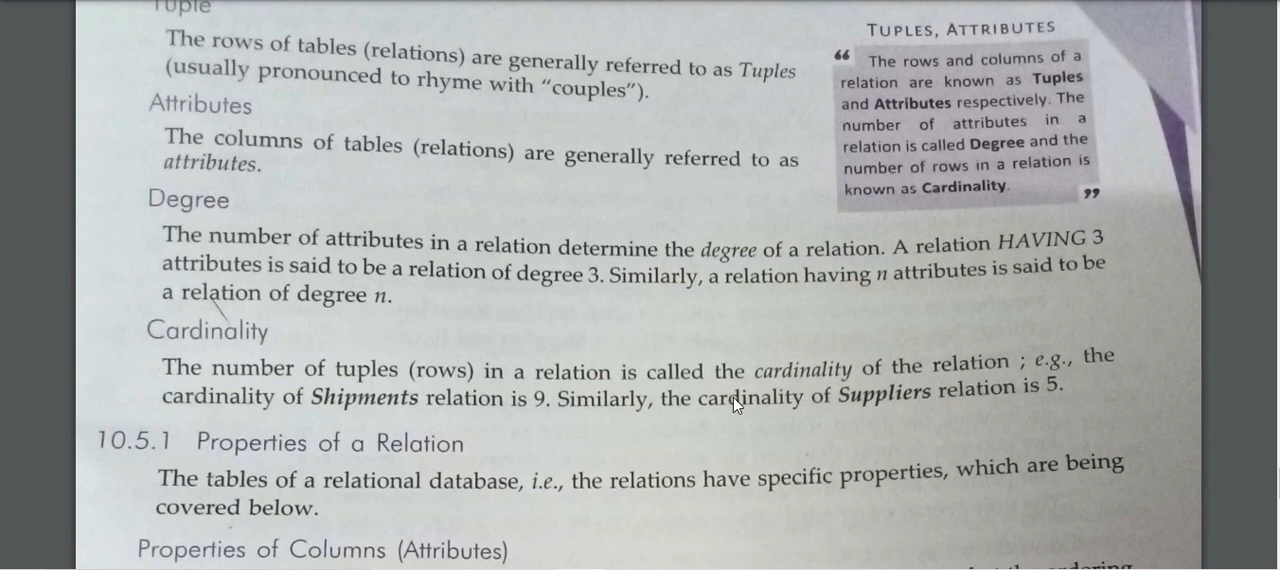 Tuple
The rows of tables (relations) are generally referred to as Tuples
(usually pronounced to rhyme with “couples”).
Attributes
The columns of tables (relations) are generally referred to as
attributes.
TUPLES, ATTRIBUTES
“ The rows and columns of a
relation are known as Tuples
and Attributes respectively. The
number of attributes in a
relation is called Degree and the
number of rows in a relation is
known as Cardinality. ”
Degree
The number of attributes in a relation determine the degree of a relation. A relation HAVING 3
attributes is said to be a relation of degree 3. Similarly, a relation having n attributes is said to be
a relation of degree n.
Cardinality
The number of tuples (rows) in a relation is called the cardinality of the relation ; e.g., the
cardinality of Shipments relation is 9. Similarly, the cardinality of Suppliers relation is 5.
10.5.1 Properties of a Relation
The tables of a relational database, i.e., the relations have specific properties, which are being
covered below.
Properties of Columns (Attributes)